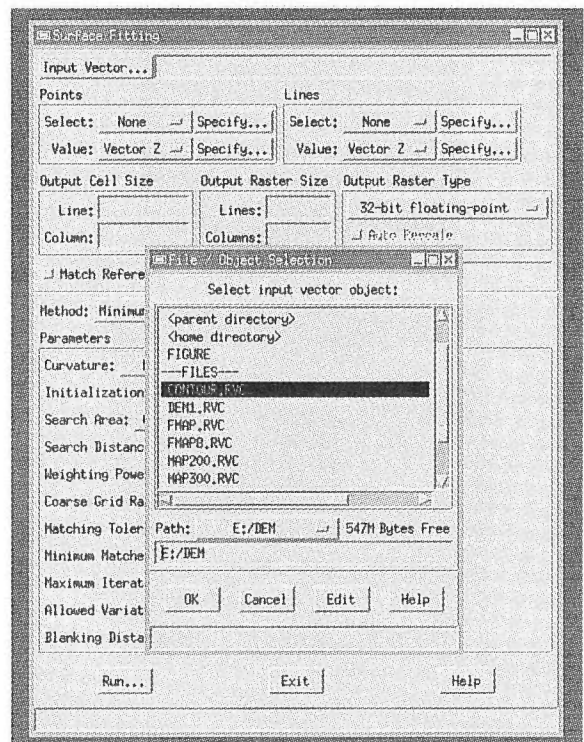 Surface Fitting
Input Vector...
Points Lines
Select: None Specify... Select: None Specify...
Value: Vector Z Specify... Value: Vector Z Specify...
Output Cell Size Output Raster Size Output Raster Type
Line: Lines: 32-bit floating-point
Column: Columns: Auto Rescale
Match Refere
File / Object Selection
Select input vector object:
<parent directory>
<home directory>
FIGURE
---FILES---
CONTOUR.RVC
DEM1.RVC
FMAP.RVC
FMAP8.RVC
MAP200.RVC
MAP300.RVC
Path: E:/DEM 547M Bytes Free
E:/DEM
OK Cancel Edit Help
Method: Minimum
Parameters
Curvature:
Initialization
Search Area:
Search Distanc
Weighting Powe
Coarse Grid Ra
Matching Toler
Minimum Matche
Maximum Iterat
Allowed Variat
Blanking Dista
Run... Exit Help